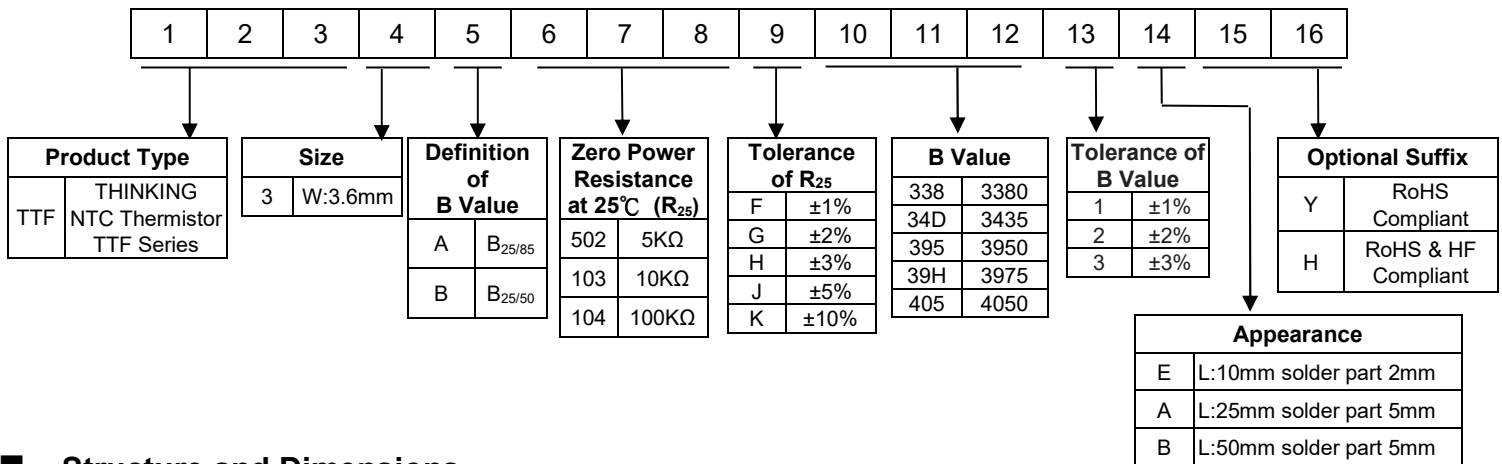 1 2 3 4 5 6 7 8 9 10 11 12 13 14 15 16
Product Type
TTF THINKING
NTC Thermistor
TTF Series
Size
3 W:3.6mm
Definition
of
B Value
A B25/85
B B25/50
Zero Power
Resistance
at 25℃ (R25)
502 5KΩ
103 10KΩ
104 100KΩ
Tolerance
of R25
F ±1%
G ±2%
H ±3%
J ±5%
K ±10%
B Value
338 3380
34D 3435
395 3950
39H 3975
405 4050
Tolerance of
B Value
1 ±1%
2 ±2%
3 ±3%
Optional Suffix
Y RoHS
Compliant
H RoHS & HF
Compliant
Appearance
E L:10mm solder part 2mm
A L:25mm solder part 5mm
B L:50mm solder part 5mm
■ Structure and Dimensions